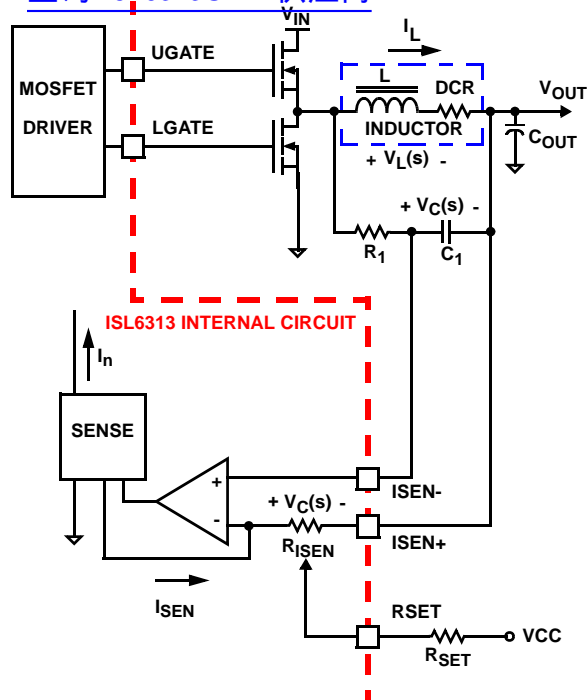 VIN
UGATE
IL
L
DCR
VOUT
MOSFET
DRIVER
LGATE
INDUCTOR
COUT
+ VL(s) -
+ VC(s) -
R1
C1
ISL6313 INTERNAL CIRCUIT
In
SENSE
+
-
+ VC(s) -
ISEN-
RISEN
ISEN+
ISEN
RSET
VCC
RSET